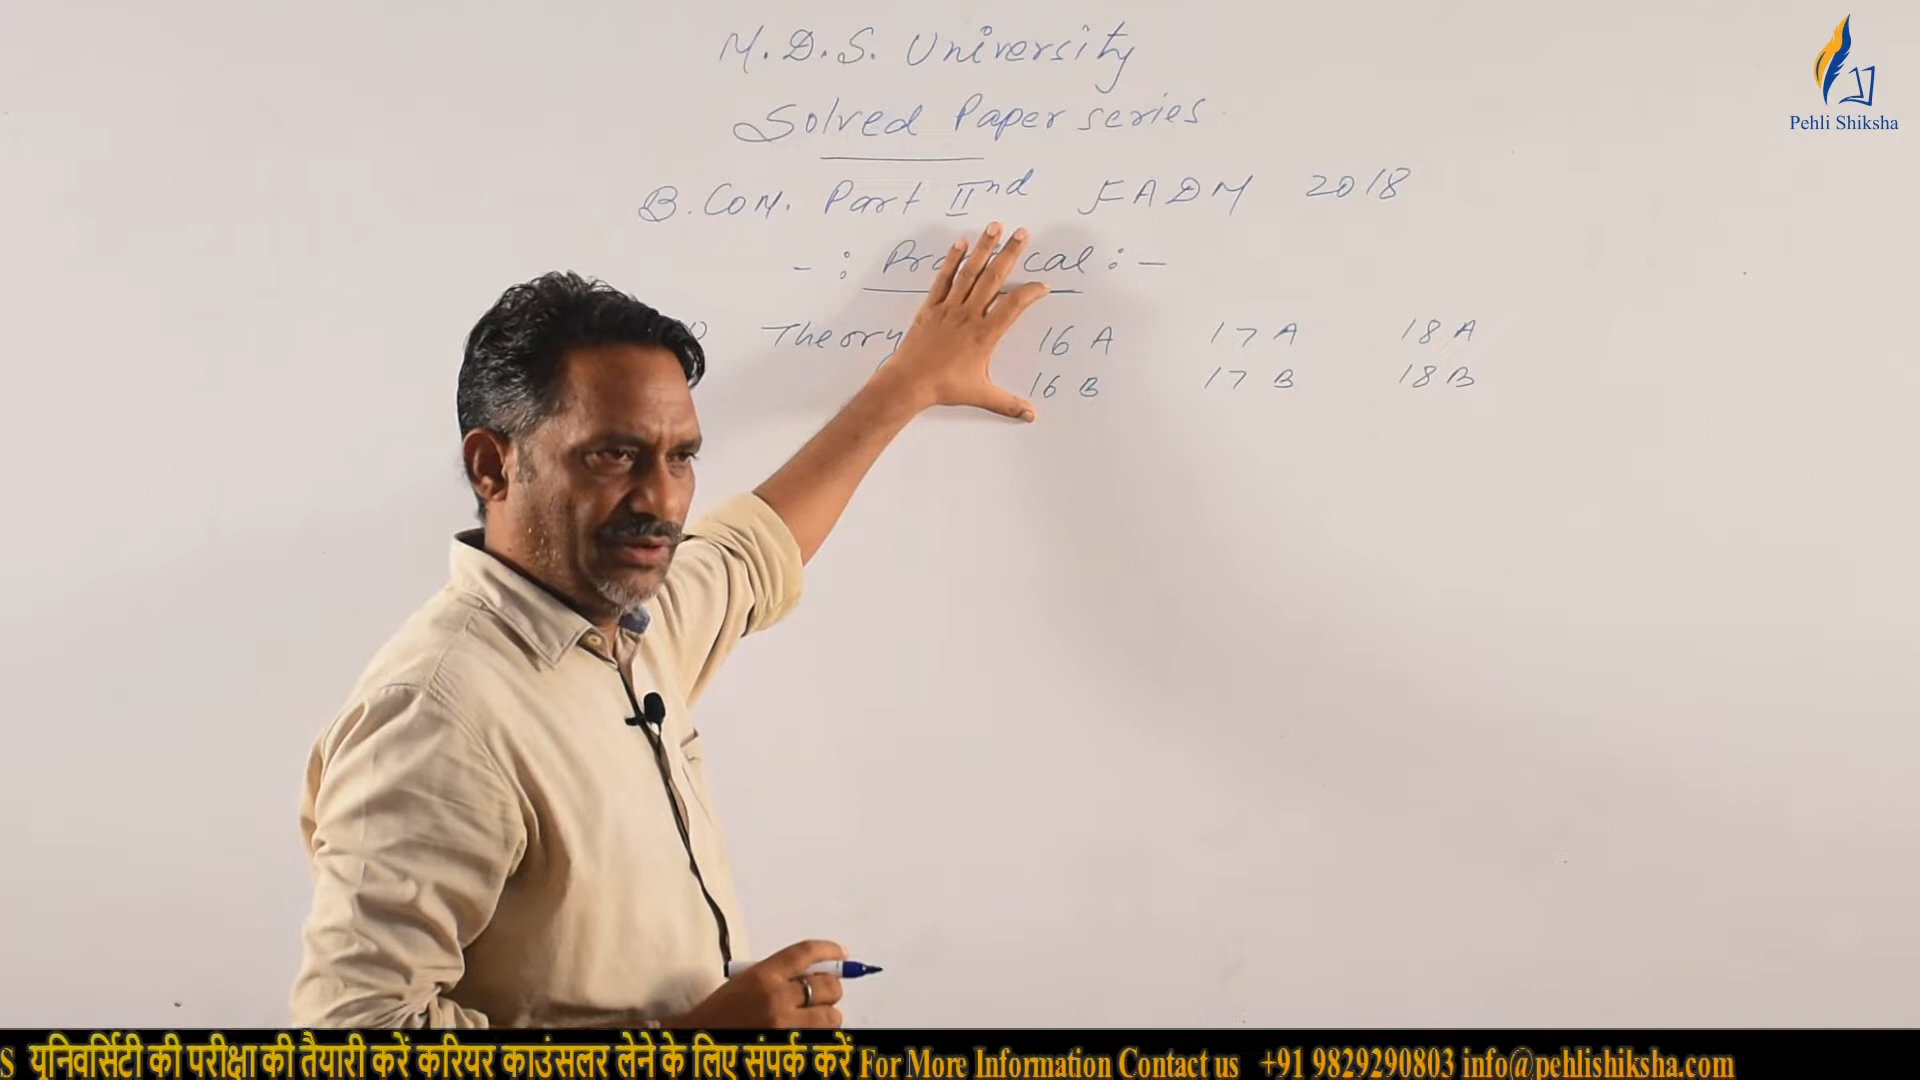 M.D.S. University
Solved Paper series
B.COM. Part IInd FADM 2018
-: Practical :-
Theory 16 A 17 A 18 A
16 B 17 B 18 B
Pehli Shiksha
S यूनिवर्सिटी की परीक्षा की तैयारी करें करियर काउंसलर लेने के लिए संपर्क करें For More Information Contact us +91 9829290803 info@pehlishiksha.com